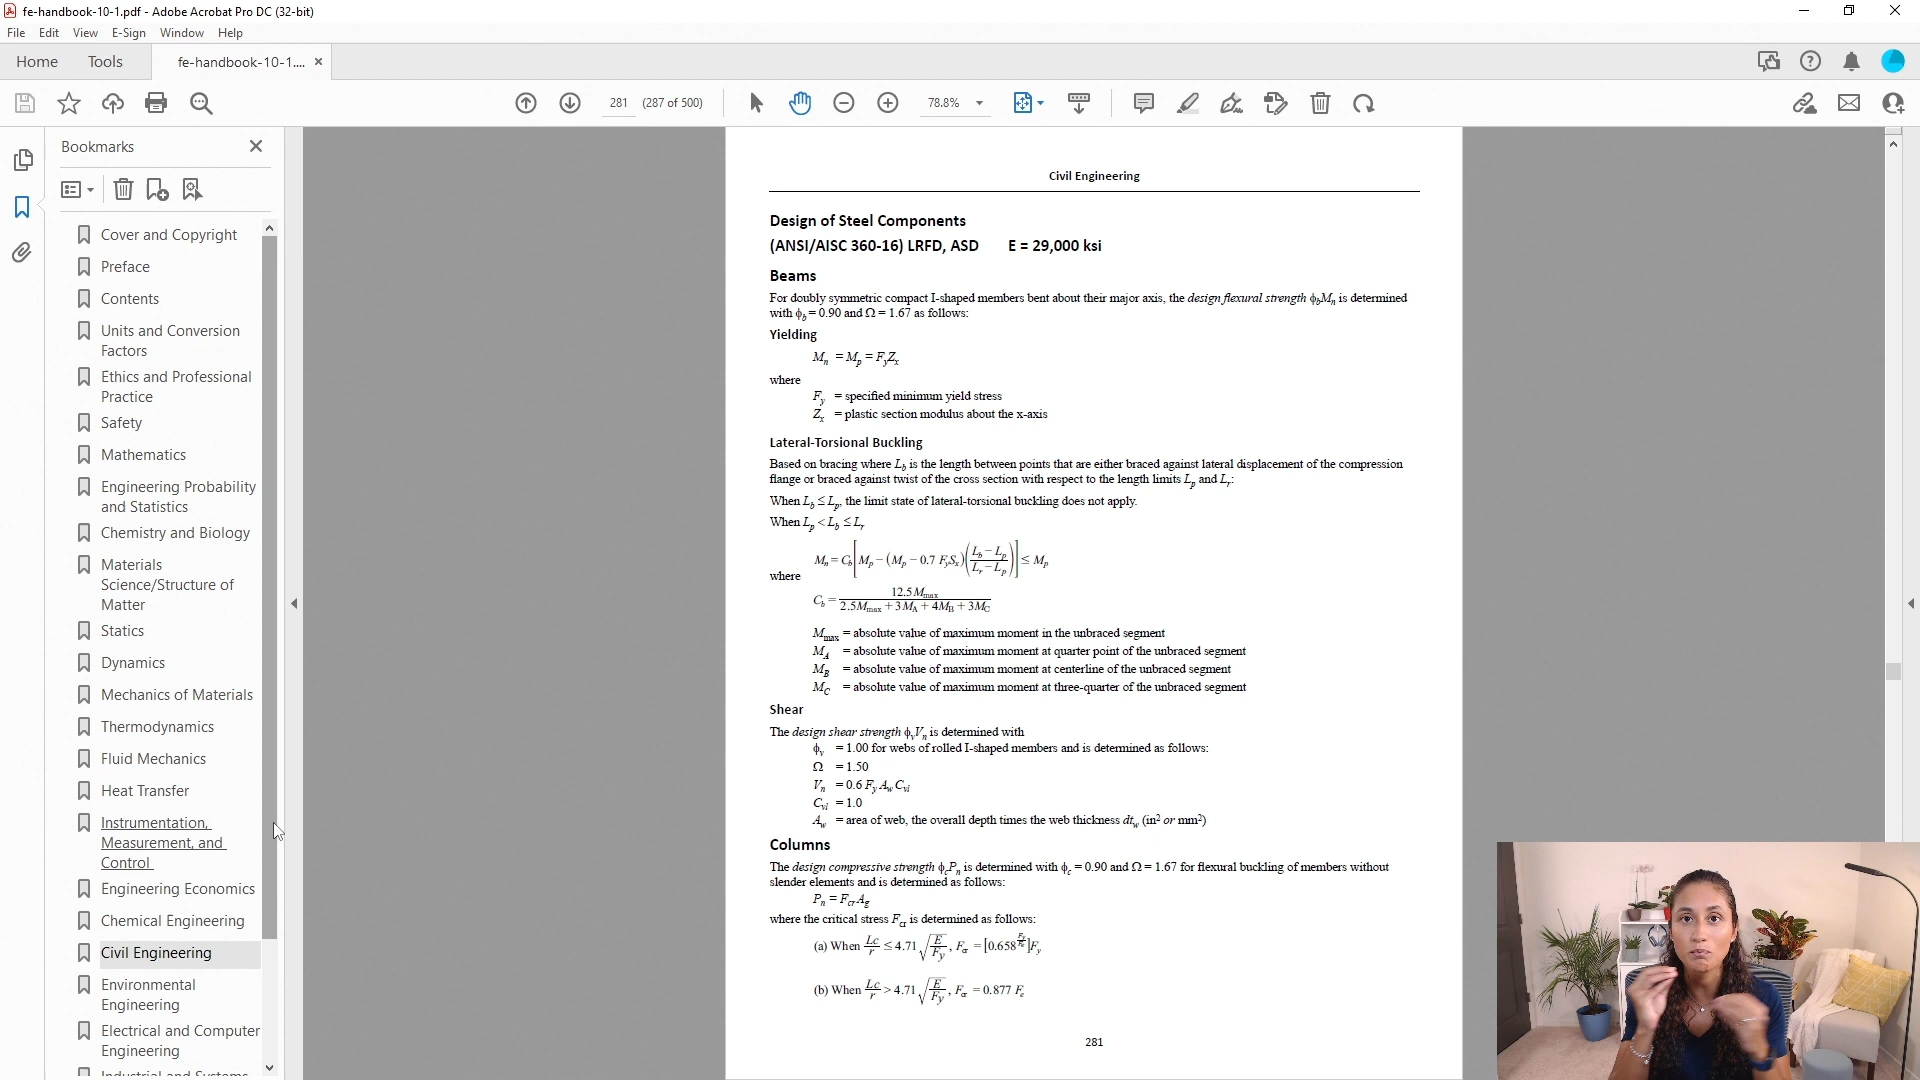 fe-handbook-10-1.pdf - Adobe Acrobat Pro DC (32-bit)
File Edit View E-Sign Window Help
Home Tools fe-handbook-10-1....
281 (287 of 500) 78.8%
Bookmarks
Cover and Copyright
Preface
Contents
Units and Conversion
Factors
Ethics and Professional
Practice
Safety
Mathematics
Engineering Probability
and Statistics
Chemistry and Biology
Materials
Science/Structure of
Matter
Statics
Dynamics
Mechanics of Materials
Thermodynamics
Fluid Mechanics
Heat Transfer
Instrumentation,
Measurement, and
Control
Engineering Economics
Chemical Engineering
Civil Engineering
Environmental
Engineering
Electrical and Computer
Engineering
Industrial and Systems
Civil Engineering
Design of Steel Components
(ANSI/AISC 360-16) LRFD, ASD E = 29,000 ksi
Beams
For doubly symmetric compact I-shaped members bent about their major axis, the design flexural strength ϕbMn is determined
with ϕb = 0.90 and Ω = 1.67 as follows:
Yielding
Mn = Mp = FyZx
where
Fy = specified minimum yield stress
Zx = plastic section modulus about the x-axis
Lateral-Torsional Buckling
Based on bracing where Lb is the length between points that are either braced against lateral displacement of the compression
flange or braced against twist of the cross section with respect to the length limits Lp and Lr:
When Lb ≤ Lp, the limit state of lateral-torsional buckling does not apply.
When Lp < Lb ≤ Lr
Mn = Cb[Mp − (Mp − 0.7 FySx)((Lb − Lp)/(Lr − Lp))] ≤ Mp
where
Cb = 12.5Mmax / (2.5Mmax + 3MA + 4MB + 3MC)
Mmax = absolute value of maximum moment in the unbraced segment
MA = absolute value of maximum moment at quarter point of the unbraced segment
MB = absolute value of maximum moment at centerline of the unbraced segment
MC = absolute value of maximum moment at three-quarter of the unbraced segment
Shear
The design shear strength ϕvVn is determined with
ϕv = 1.00 for webs of rolled I-shaped members and is determined as follows:
Ω = 1.50
Vn = 0.6 Fy Aw Cvl
Cvl = 1.0
Aw = area of web, the overall depth times the web thickness dtw (in² or mm²)
Columns
The design compressive strength ϕcPn is determined with ϕc = 0.90 and Ω = 1.67 for flexural buckling of members without
slender elements and is determined as follows:
Pn = FcrAg
where the critical stress Fcr is determined as follows:
(a) When Lc/r ≤ 4.71√(E/Fy), Fcr = [0.658^(Fy/Fe)]Fy
(b) When Lc/r > 4.71√(E/Fy), Fcr = 0.877 Fe
281